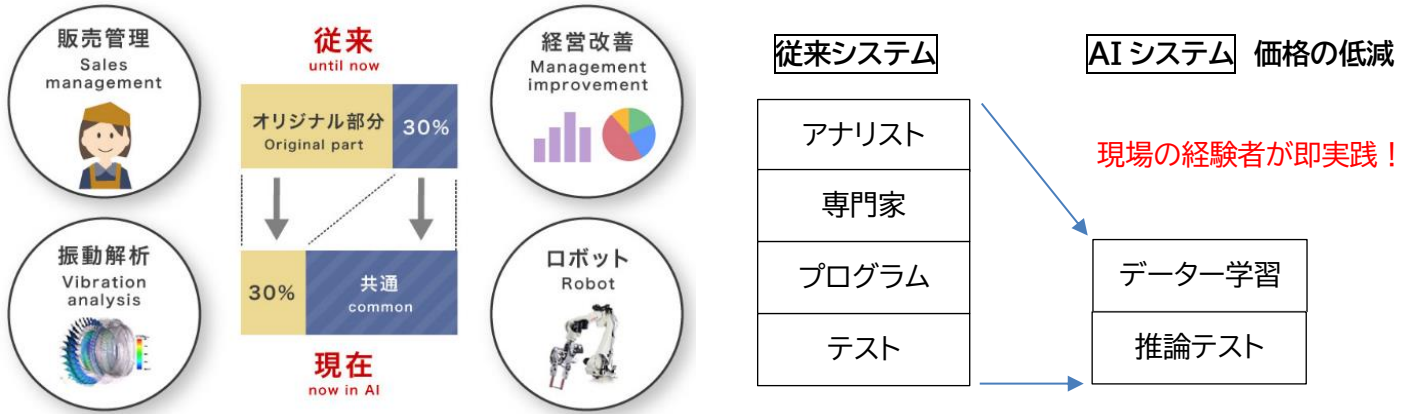 販売管理
Sales
management
従来
until now
経営改善
Management
improvement
オリジナル部分
Original part
30%
振動解析
Vibration
analysis
30%
共通
common
ロボット
Robot
現在
now in AI
従来システム
AIシステム 価格の低減
アナリスト
現場の経験者が即実践！
専門家
プログラム
データー学習
テスト
推論テスト